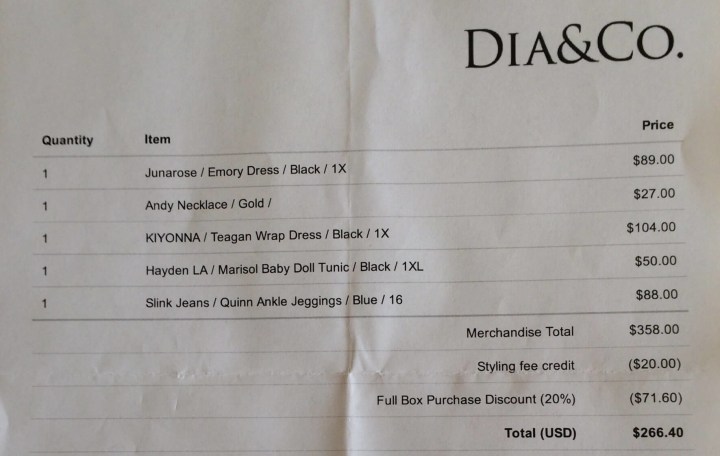 DIA&CO.
Quantity Item Price
1 Junarose / Emory Dress / Black / 1X $89.00
1 Andy Necklace / Gold / $27.00
1 KIYONNA / Teagan Wrap Dress / Black / 1X $104.00
1 Hayden LA / Marisol Baby Doll Tunic / Black / 1XL $50.00
1 Slink Jeans / Quinn Ankle Jeggings / Blue / 16 $88.00
Merchandise Total $358.00
Styling fee credit ($20.00)
Full Box Purchase Discount (20%) ($71.60)
Total (USD) $266.40